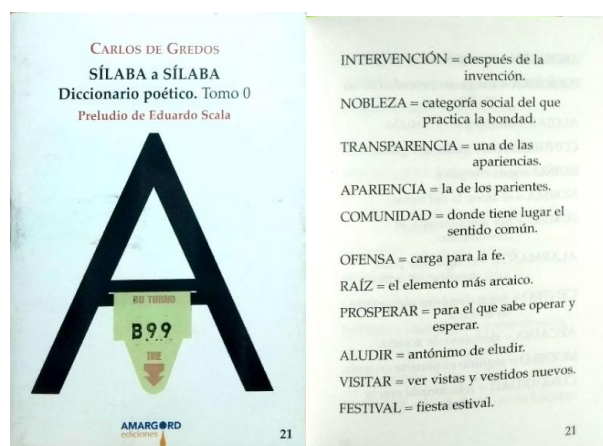 CARLOS DE GREDOS
SÍLABA a SÍLABA
Diccionario poético. Tomo 0
Preludio de Eduardo Scala
A
SU TURNO
B99
TIRE
AMARGORD
ediciones
21
INTERVENCIÓN = después de la
invención.
NOBLEZA = categoría social del que
practica la bondad.
TRANSPARENCIA = una de las
apariencias.
APARIENCIA = la de los parientes.
COMUNIDAD = donde tiene lugar el
sentido común.
OFENSA = carga para la fe.
RAÍZ = el elemento más arcaico.
PROSPERAR = para el que sabe operar y
esperar.
ALUDIR = antónimo de eludir.
VISITAR = ver vistas y vestidos nuevos.
FESTIVAL = fiesta estival.
21